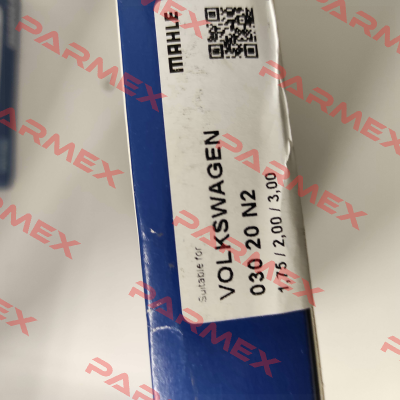 MAHLE
Suitable for
VOLKSWAGEN
030 20 N2
1,75 / 2,00 / 3,00
PARMEX
PARMEX
PARMEX
PARMEX
PARMEX
PARMEX